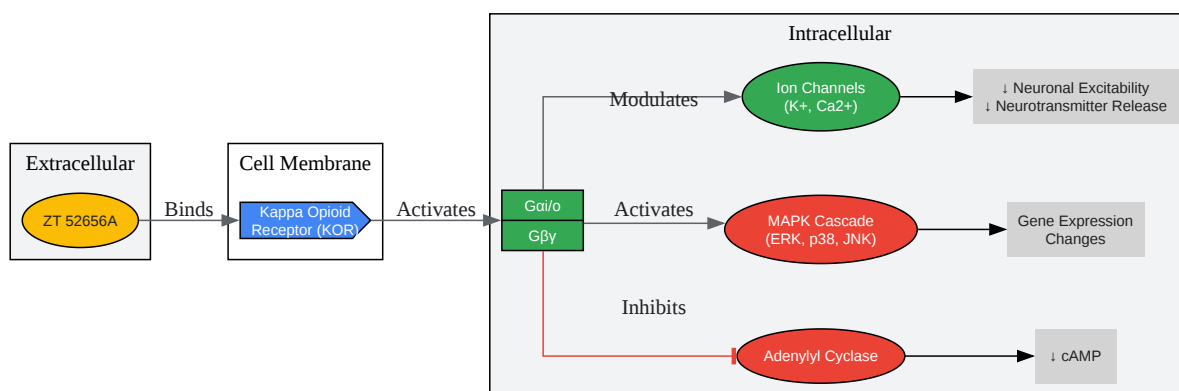 Intracellular
Ion Channels
(K+, Ca2+)
↓ Neuronal Excitability
↓ Neurotransmitter Release
Modulates
Extracellular
Cell Membrane
ZT 52656A
Binds
Kappa Opioid
Receptor (KOR)
Activates
Gαi/o
Gβγ
Activates
MAPK Cascade
(ERK, p38, JNK)
Gene Expression
Changes
Inhibits
Adenylyl Cyclase
↓ cAMP